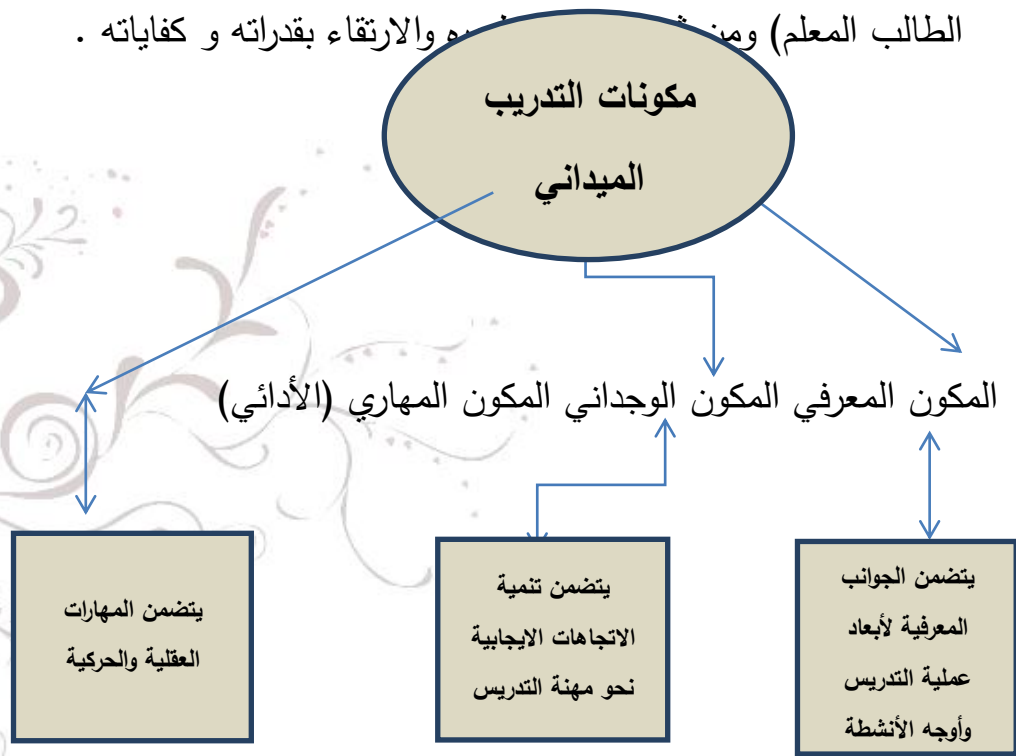 الطالب المعلم) ومن والارتقاء بقدراته و كفاياته .
مكونات التدريب
الميداني
المكون المعرفي المكون الوجداني المكون المهاري (الأدائي)
يتضمن الجوانب
المعرفية لأبعاد
عملية التدريس
وأوجه الأنشطة
يتضمن تنمية
الاتجاهات الايجابية
نحو مهنة التدريس
يتضمن المهارات
العقلية والحركية